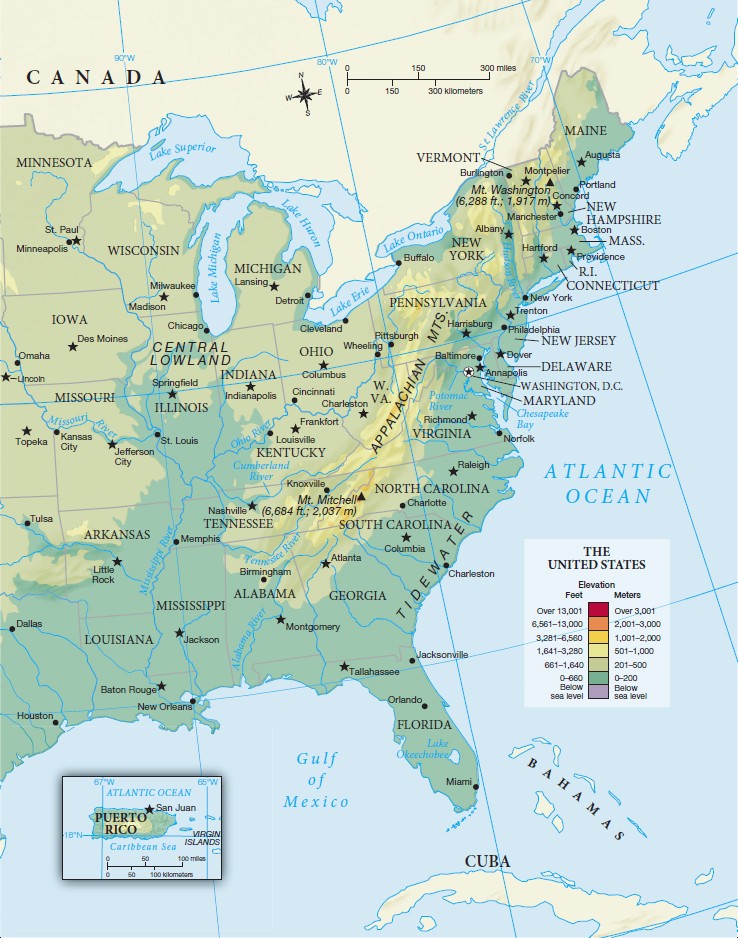 90°W
80°W
70°W
CANADA
N
W
E
S
0 150 300 miles
0 150 300 kilometers
St Lawrence River
MAINE
Augusta
MINNESOTA
Lake Superior
VERMONT
Burlington
Montpelier
Mt. Washington
(6,288 ft.; 1,917 m)
Portland
Concord
NEW
HAMPSHIRE
Manchester
Lake Huron
Lake Michigan
St. Paul
Minneapolis
WISCONSIN
Lake Ontario
NEW
YORK
Albany
Boston
MASS.
Hartford
Providence
R.I.
CONNECTICUT
Hudson River
Buffalo
MICHIGAN
Lansing
Milwaukee
Madison
Detroit
Lake Erie
New York
PENNSYLVANIA
Trenton
IOWA
Chicago
Cleveland
Harrisburg
Philadelphia
NEW JERSEY
Des Moines
CENTRAL
LOWLAND
OHIO
Wheeling
Pittsburgh
Omaha
Baltimore
Dover
DELAWARE
Lincoln
INDIANA
Columbus
Annapolis
WASHINGTON, D.C.
MARYLAND
Springfield
Indianapolis
W.
VA.
APPALACHIAN MTS.
MISSOURI
ILLINOIS
Cincinnati
Charleston
Potomac
River
Chesapeake
Bay
Missouri River
Frankfort
Richmond
VIRGINIA
Topeka
Kansas
City
Jefferson
City
St. Louis
Ohio River
Louisville
KENTUCKY
Norfolk
Cumberland
River
Raleigh
ATLANTIC
OCEAN
Knoxville
Mt. Mitchell
(6,684 ft.; 2,037 m)
NORTH CAROLINA
Charlotte
Nashville
TENNESSEE
Tulsa
ARKANSAS
Memphis
SOUTH CAROLINA
Columbia
Tennessee River
Atlanta
Little
Rock
Mississippi River
Birmingham
TIDEWATER
Charleston
ALABAMA
GEORGIA
MISSISSIPPI
Dallas
Montgomery
LOUISIANA
Jackson
Alabama River
Jacksonville
Tallahassee
Baton Rouge
New Orleans
Houston
Orlando
FLORIDA
Lake
Okeechobee
Miami
Gulf
of
Mexico
BAHAMAS
CUBA
THE
UNITED STATES
Elevation
Feet Meters
Over 13,001 Over 3,001
6,561–13,000 2,001–3,000
3,281–6,560 1,001–2,000
1,641–3,280 501–1,000
661–1,640 201–500
0–660 0–200
Below
sea level
Below
sea level
67°W 65°W
ATLANTIC OCEAN
San Juan
PUERTO
RICO
18°N
VIRGIN
ISLANDS
Caribbean Sea
0 50 100 miles
0 50 100 kilometers